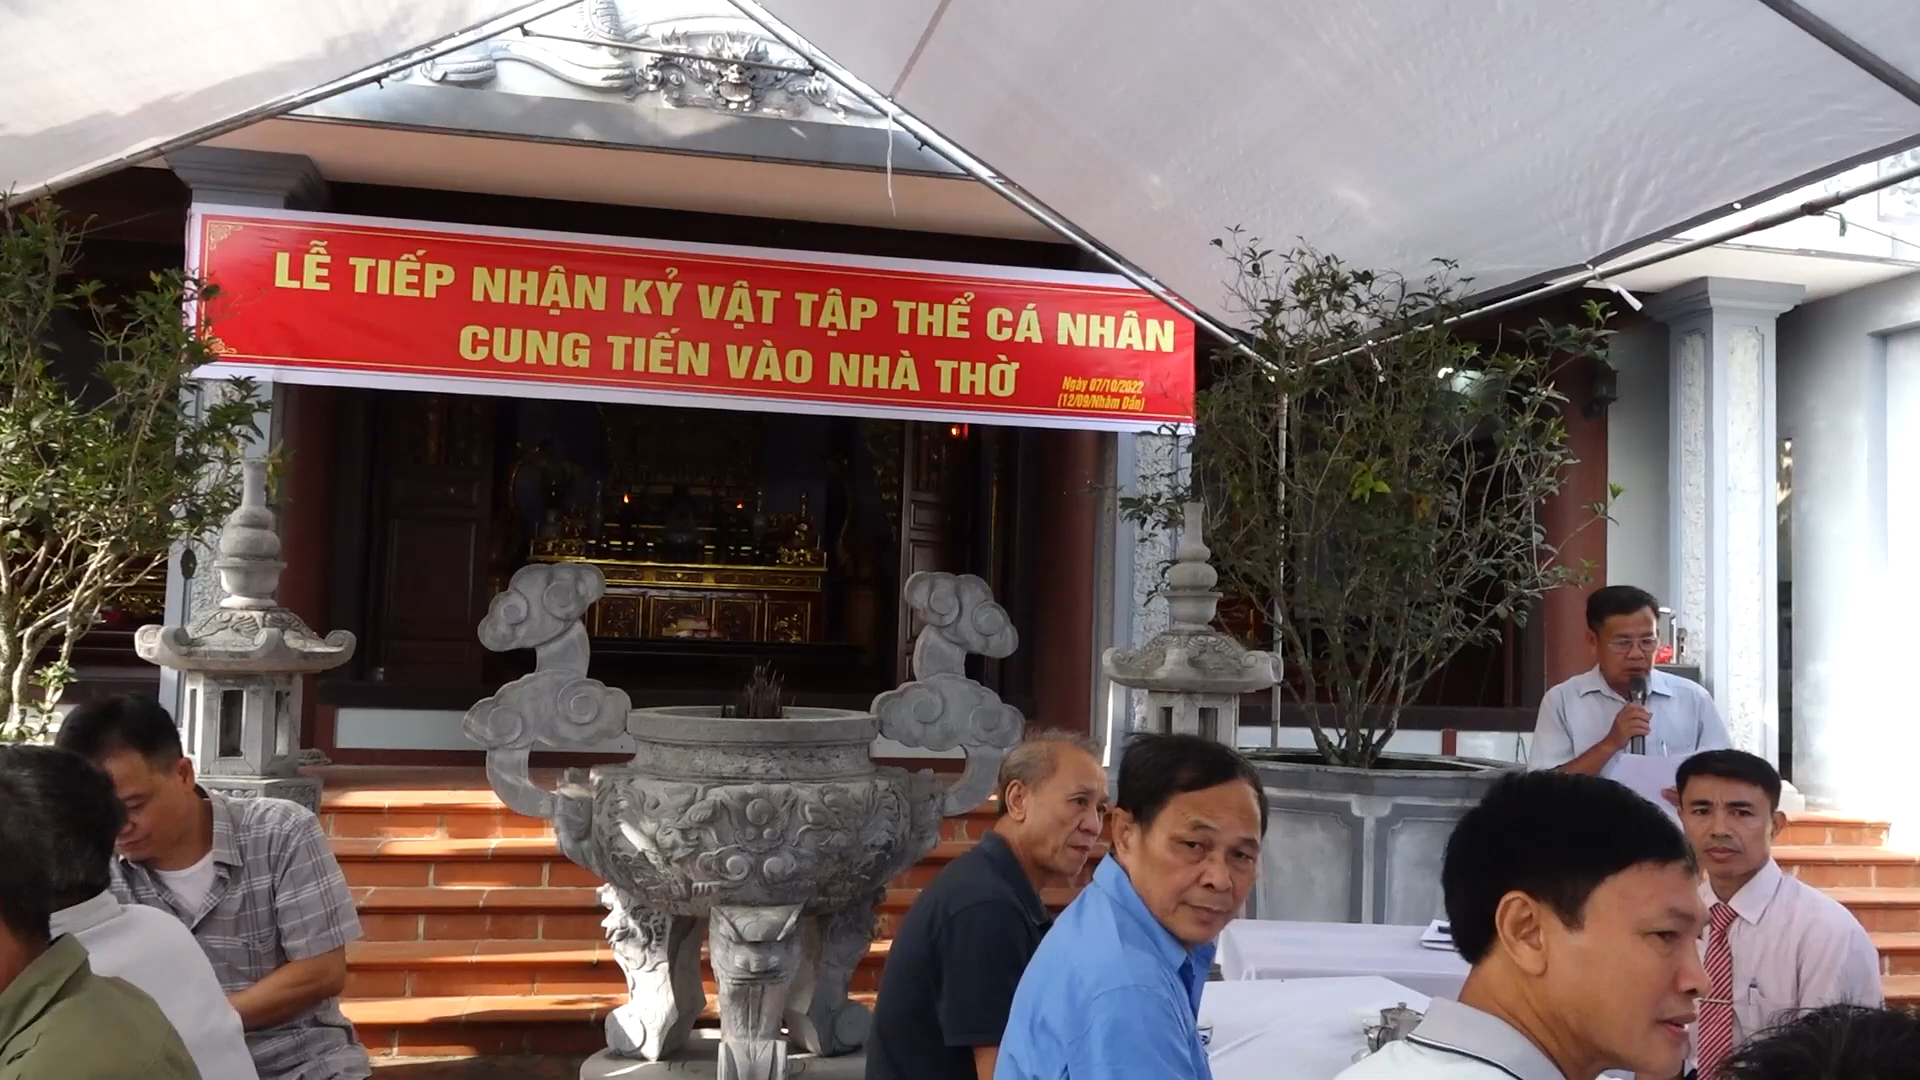 LỄ TIẾP NHẬN KỶ VẬT TẬP THỂ CÁ NHÂN
CUNG TIẾN VÀO NHÀ THỜ
Ngày 07/10/2022
(12/09/Nhâm Dần)